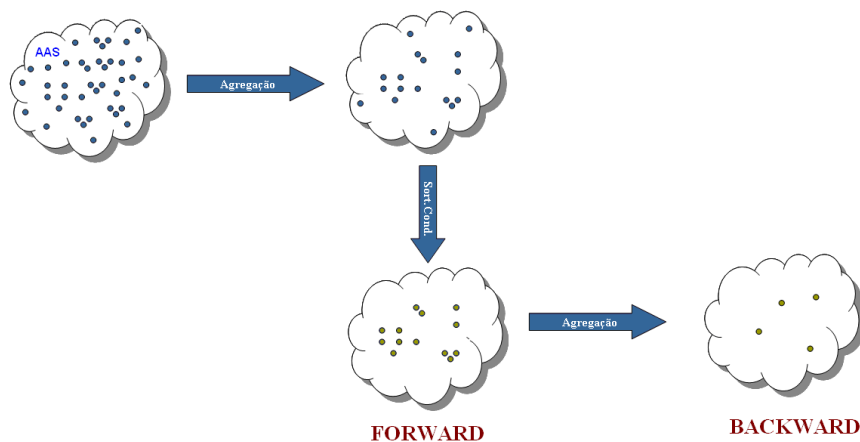 AAS
Agregação
Sort.Cond.
Agregação
FORWARD
BACKWARD